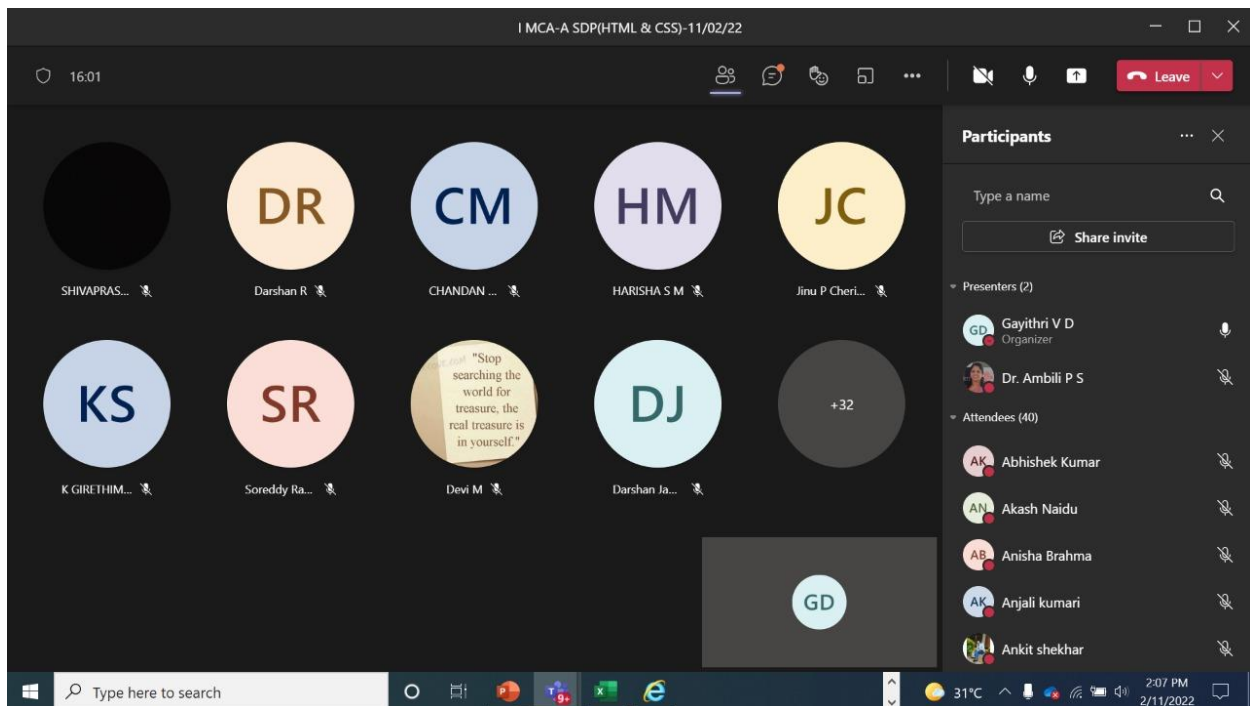 I MCA-A SDP(HTML & CSS)-11/02/22
16:01
Leave
DR
CM
HM
JC
SHIVAPRAS...
Darshan R
CHANDAN ...
HARISHA S M
Jinu P Cheri...
KS
SR
"Stop
searching the
world for
treasure, the
real treasure is
in yourself."
DJ
+32
K GIRETHIM...
Soreddy Ra...
Devi M
Darshan Ja...
GD
Participants
Type a name
Share invite
Presenters (2)
GD
Gayithri V D
Organizer
Dr. Ambili P S
Attendees (40)
AK
Abhishek Kumar
AN
Akash Naidu
AB
Anisha Brahma
AK
Anjali kumari
Ankit shekhar
Type here to search
9+
31°C
2:07 PM
2/11/2022